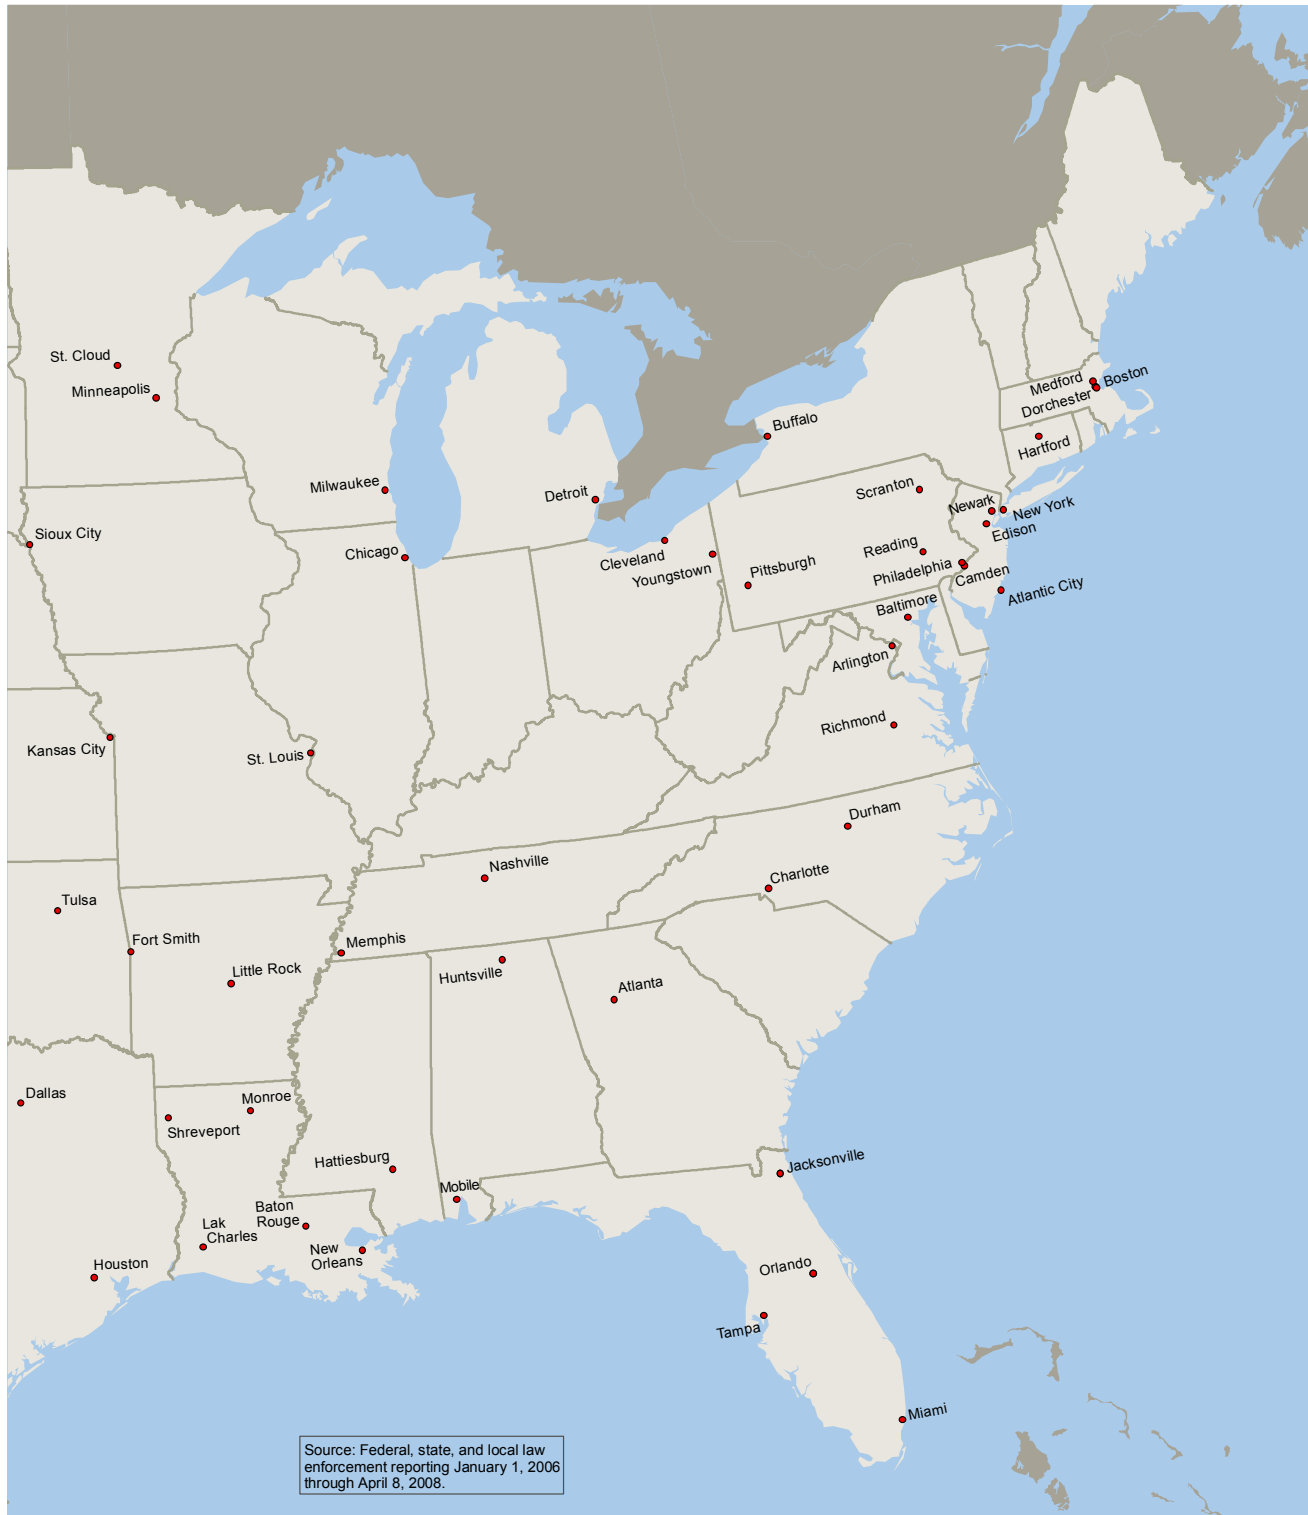 St. Cloud
Minneapolis
Medford
Boston
Dorchester
Buffalo
Hartford
Milwaukee
Detroit
Scranton
Newark
New York
Sioux City
Edison
Chicago
Cleveland
Reading
Youngstown
Pittsburgh
Philadelphia
Camden
Atlantic City
Baltimore
Arlington
Richmond
Kansas City
St. Louis
Durham
Nashville
Charlotte
Tulsa
Fort Smith
Memphis
Little Rock
Huntsville
Atlanta
Dallas
Monroe
Shreveport
Hattiesburg
Jacksonville
Mobile
Baton
Rouge
Lak
Charles
New
Orleans
Houston
Orlando
Tampa
Miami
Source: Federal, state, and local law
enforcement reporting January 1, 2006
through April 8, 2008.